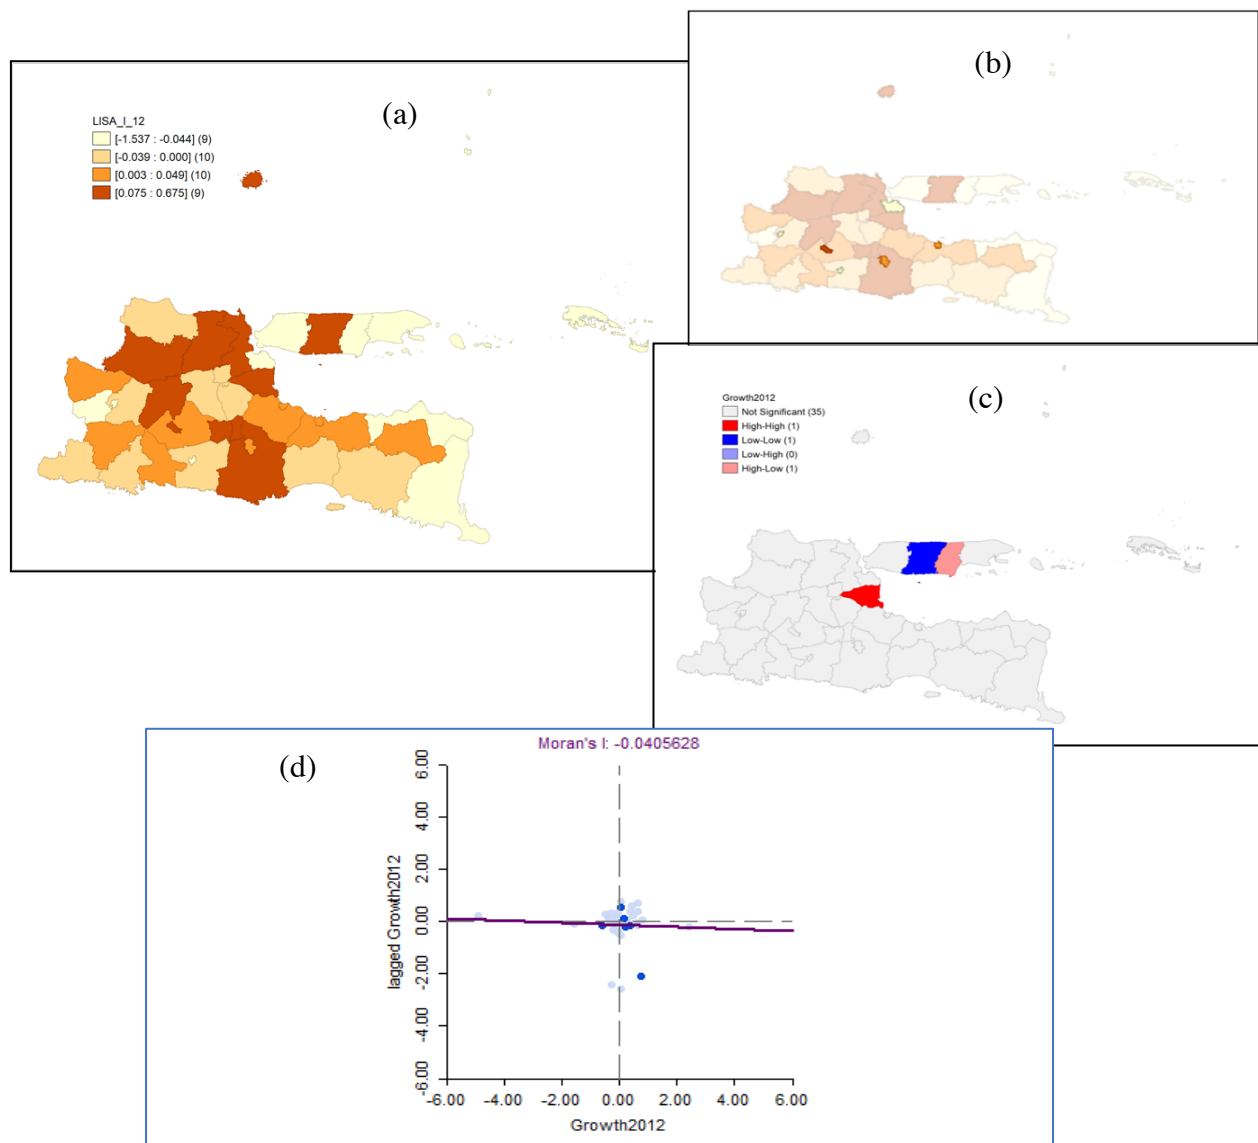 (a)
LISA_I_12
[-1.537 : -0.044] (9)
[-0.039 : 0.000] (10)
[0.003 : 0.049] (10)
[0.075 : 0.675] (9)
(b)
(c)
Growth2012
Not Significant (35)
High-High (1)
Low-Low (1)
Low-High (0)
High-Low (1)
(d)
Moran's I: -0.0405628
6.00
4.00
2.00
0.00
-2.00
-4.00
-6.00
lagged Growth2012
-6.00 -4.00 -2.00 0.00 2.00 4.00 6.00
Growth2012